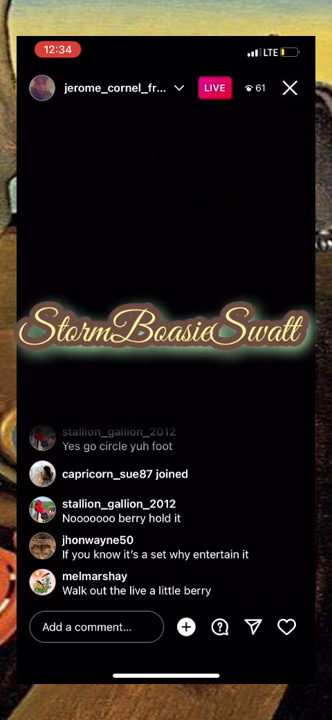 12:34
LTE
jerome_cornel_fr...
LIVE
61
StormBoasieSwatt
stallion_gallion_2012
Yes go circle yuh foot
capricorn_sue87 joined
stallion_gallion_2012
Nooooooo berry hold it
jhonwayne50
If you know it's a set why entertain it
melmarshay
Walk out the live a little berry
Add a comment...